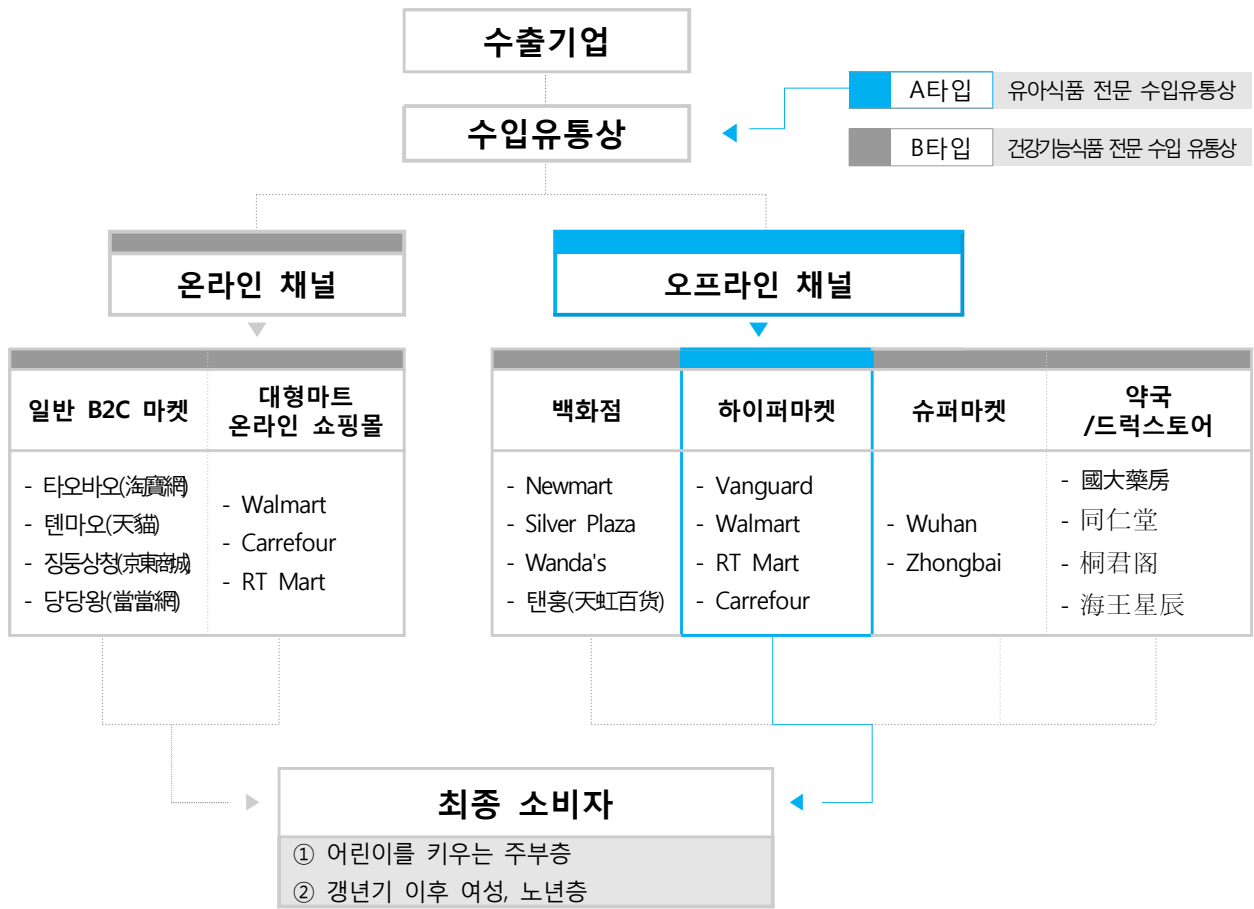 수출기업
수입유통상
A타입 유아식품 전문 수입유통상
B타입 건강기능식품 전문 수입 유통상
온라인 채널
오프라인 채널
일반 B2C 마켓
대형마트
온라인 쇼핑몰
- 타오바오(淘寶網)
- 톈마오(天貓)
- 징둥상청(京東商城)
- 당당왕(當當網)
- Walmart
- Carrefour
- RT Mart
백화점
하이퍼마켓
슈퍼마켓
약국
/드럭스토어
- Newmart
- Silver Plaza
- Wanda's
- 탠홍(天虹百货)
- Vanguard
- Walmart
- RT Mart
- Carrefour
- Wuhan
- Zhongbai
- 國大藥房
- 同仁堂
- 桐君阁
- 海王星辰
최종 소비자
① 어린이를 키우는 주부층
② 갱년기 이후 여성, 노년층